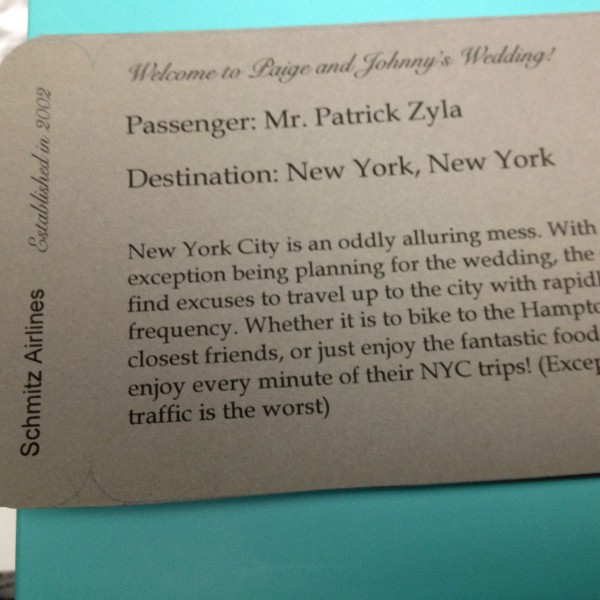 Welcome to Paige and Johnny's Wedding!
Passenger: Mr. Patrick Zyla
Destination: New York, New York
New York City is an oddly alluring mess. With
exception being planning for the wedding, the
find excuses to travel up to the city with rapidl
frequency. Whether it is to bike to the Hampto
closest friends, or just enjoy the fantastic food
enjoy every minute of their NYC trips! (Excep
traffic is the worst)
Schmitz Airlines
Established in 2002